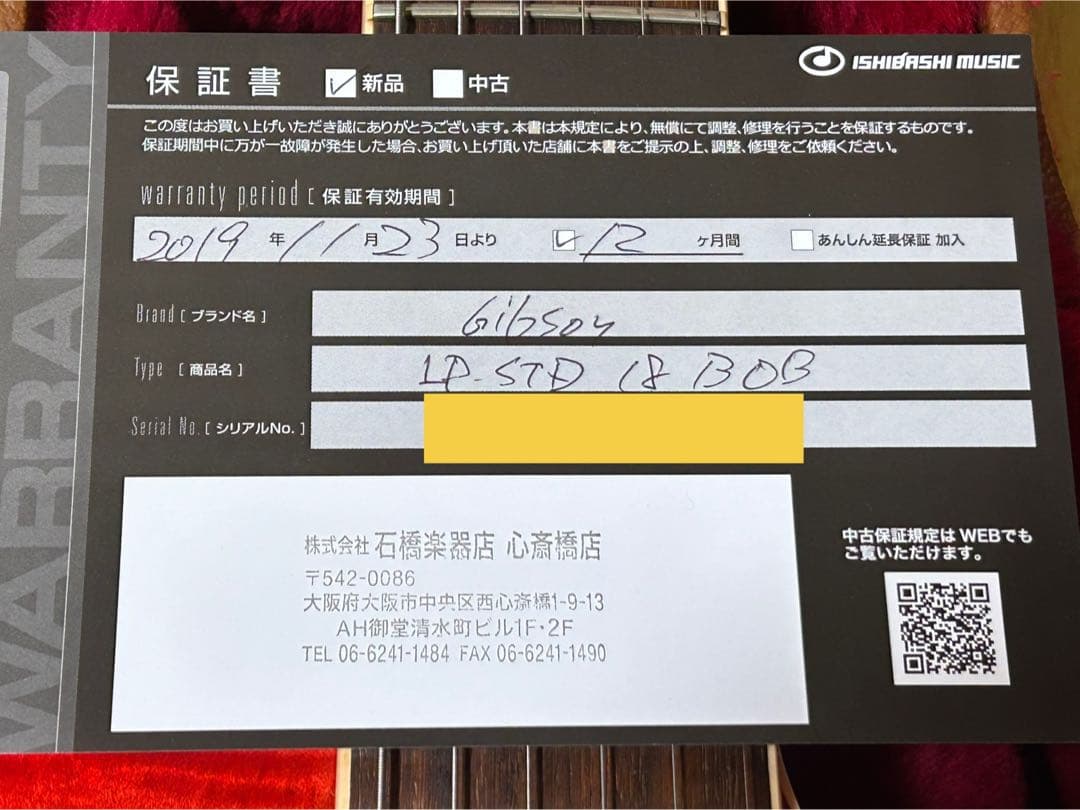 WARRANTY
保証書 新品 中古 ISHIBASHI MUSIC
この度はお買い上げいただき誠にありがとうございます。本書は本規定により、無償にて調整、修理を行うことを保証するものです。
保証期間中に万が一故障が発生した場合、お買い上げ頂いた店舗に本書をご提示の上、調整、修理をご依頼ください。
warranty period [ 保証有効期間 ]
2019 年 11 月 23 日より 12 ヶ月間 あんしん延長保証 加入
Brand [ ブランド名 ] Gibson
Type [ 商品名 ] LP-STD 18 BOB
Serial No. [ シリアルNo. ]
株式会社 石橋楽器店 心斎橋店
〒542-0086
大阪府大阪市中央区西心斎橋1-9-13
AH御堂清水町ビル1F・2F
TEL 06-6241-1484 FAX 06-6241-1490
中古保証規定は WEBでも
ご覧いただけます。